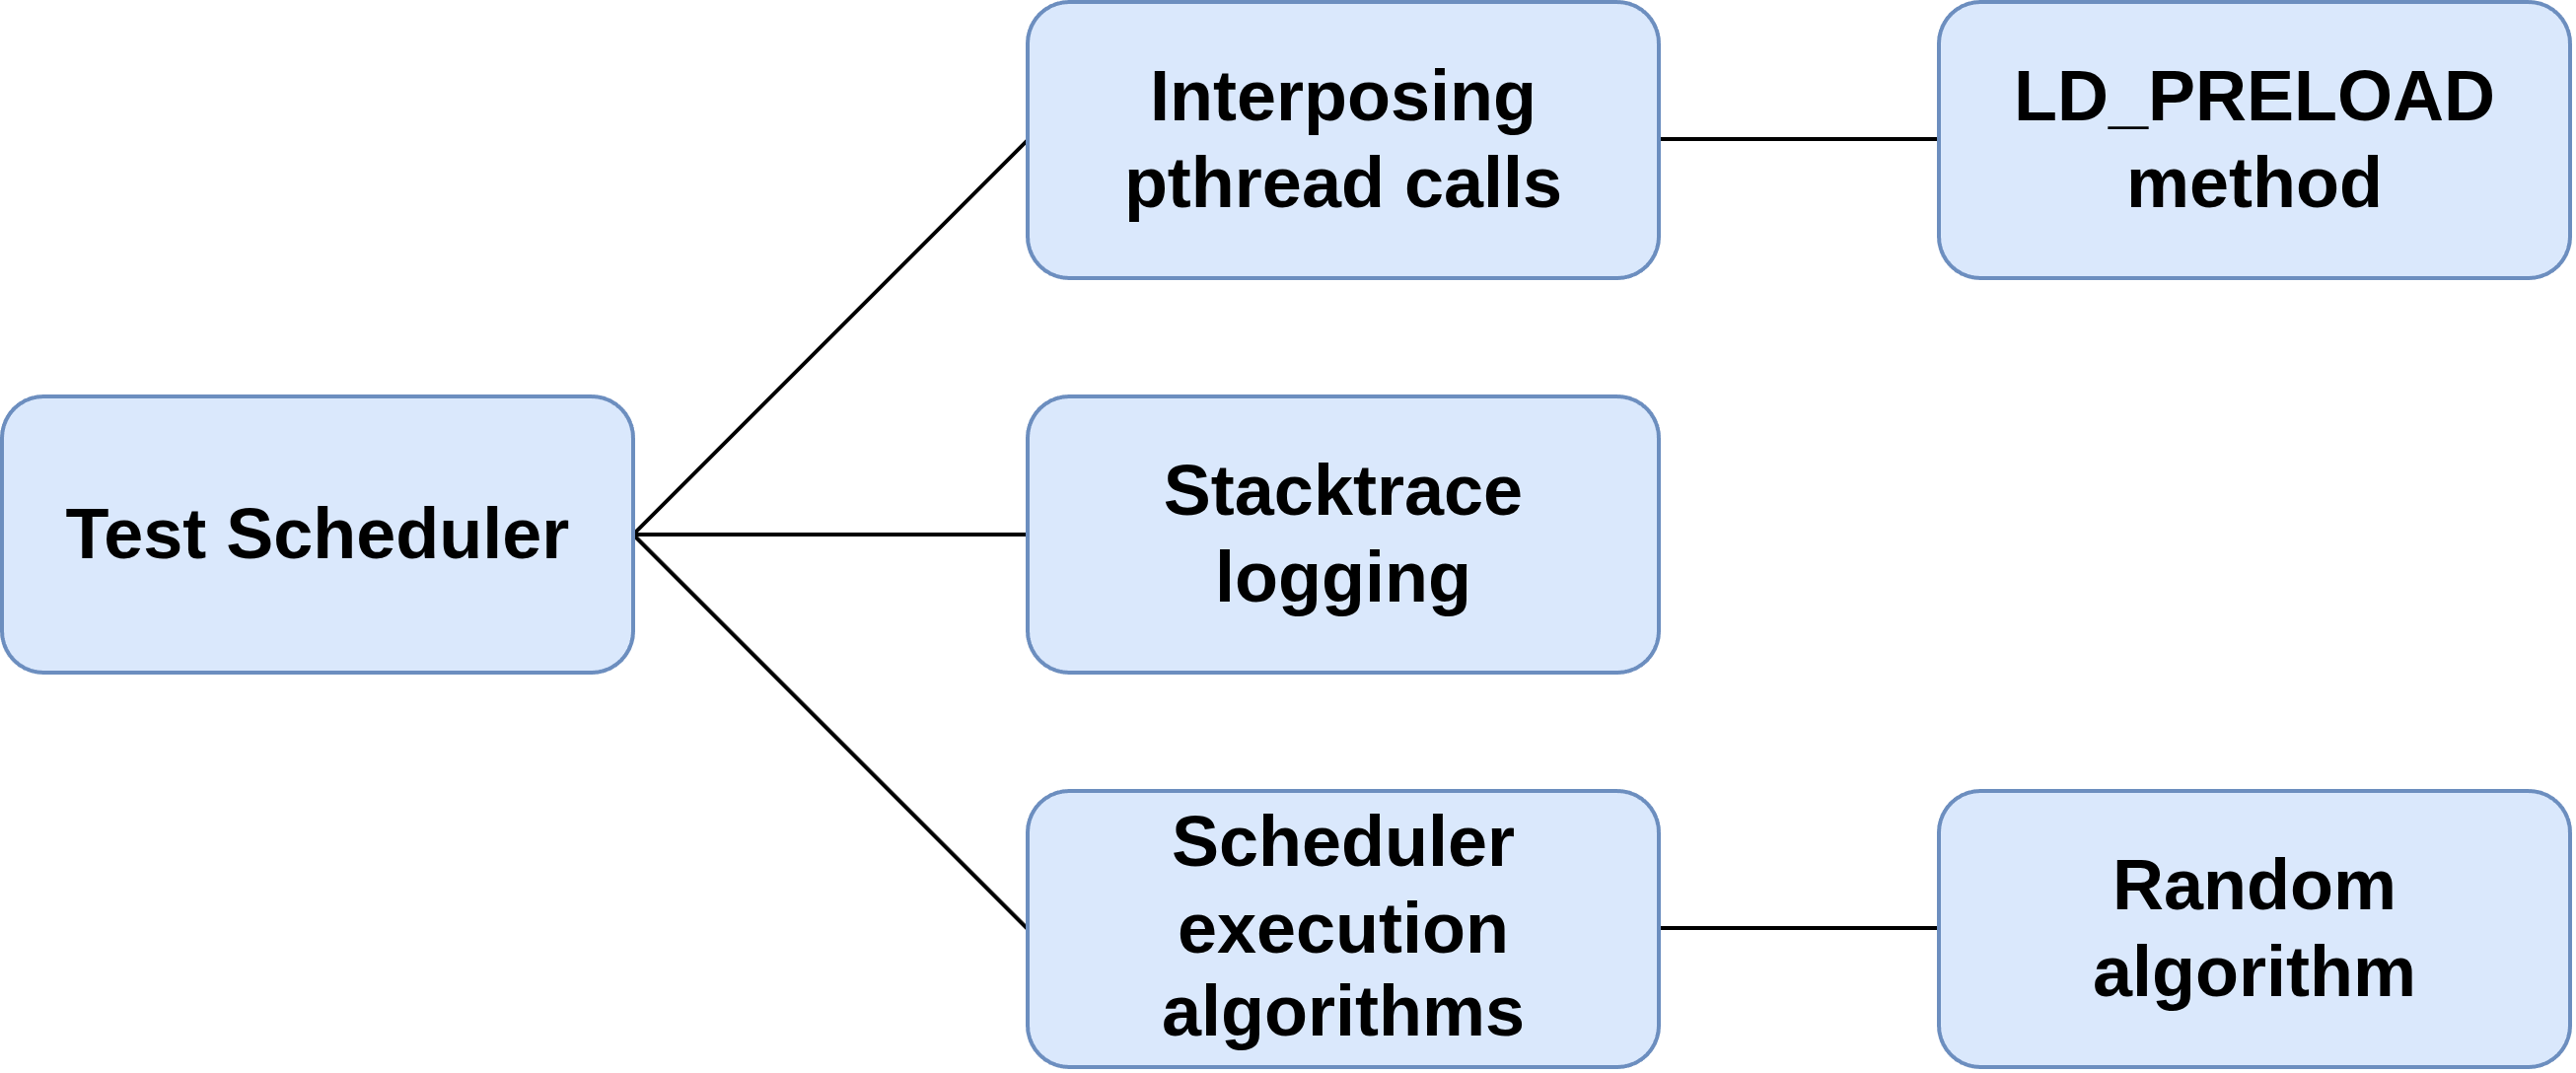 Interposing
pthread calls
LD_PRELOAD
method
Test Scheduler
Stacktrace
logging
Scheduler
execution
algorithms
Random
algorithm